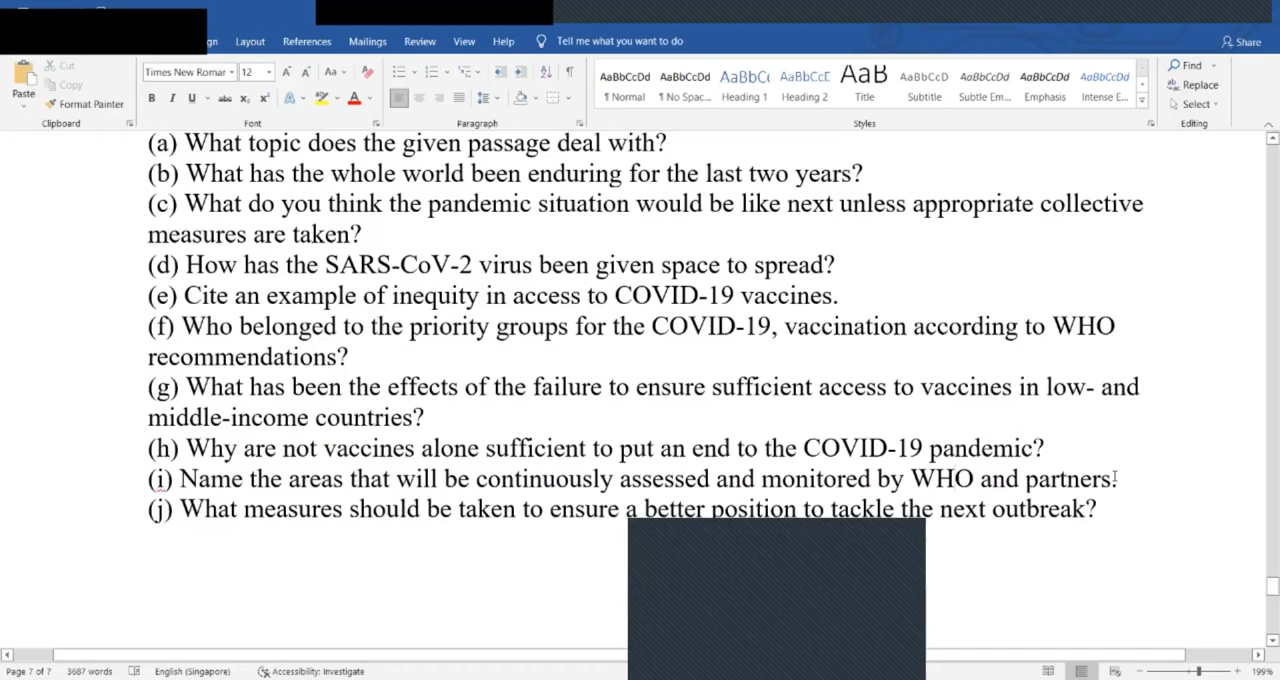 gn Layout References Mailings Review View Help Tell me what you want to do Share
Paste Cut Copy Format Painter
Times New Romar 12 Aa
B I U abc x₂ x² A
AaBbCcDd AaBbCcDd AaBbCc AaBbCcE AaB AaBbCcD AaBbCcDd AaBbCcDd AaBbCcDd
¶ Normal ¶ No Spac... Heading 1 Heading 2 Title Subtitle Subtle Em... Emphasis Intense E...
Find
Replace
Select
Clipboard Font Paragraph Styles Editing
(a) What topic does the given passage deal with?
(b) What has the whole world been enduring for the last two years?
(c) What do you think the pandemic situation would be like next unless appropriate collective
measures are taken?
(d) How has the SARS-CoV-2 virus been given space to spread?
(e) Cite an example of inequity in access to COVID-19 vaccines.
(f) Who belonged to the priority groups for the COVID-19, vaccination according to WHO
recommendations?
(g) What has been the effects of the failure to ensure sufficient access to vaccines in low- and
middle-income countries?
(h) Why are not vaccines alone sufficient to put an end to the COVID-19 pandemic?
(i) Name the areas that will be continuously assessed and monitored by WHO and partners.
(j) What measures should be taken to ensure a better position to tackle the next outbreak?
Page 7 of 7 3687 words English (Singapore) Accessibility: Investigate 199%